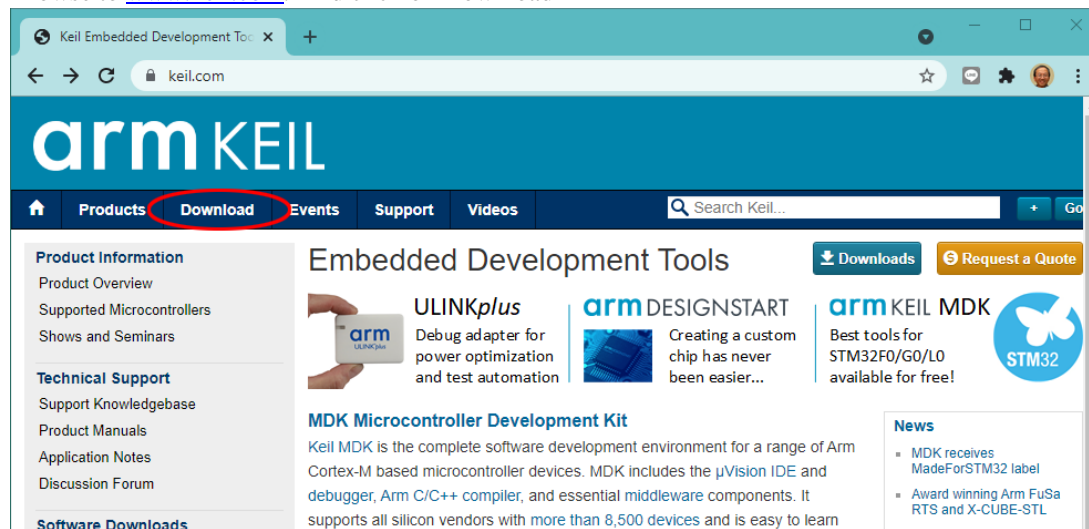 Keil Embedded Development Too
keil.com
arm KEIL
Products Download Events Support Videos Search Keil... + Go
Product Information
Product Overview
Supported Microcontrollers
Shows and Seminars
Technical Support
Support Knowledgebase
Product Manuals
Application Notes
Discussion Forum
Software Downloads
Embedded Development Tools
Downloads
Request a Quote
arm
ULINKplus
ULINKplus
Debug adapter for
power optimization
and test automation
arm DESIGNSTART
Creating a custom
chip has never
been easier...
arm KEIL MDK
Best tools for
STM32F0/G0/L0
available for free!
STM32
MDK Microcontroller Development Kit
Keil MDK is the complete software development environment for a range of Arm
Cortex-M based microcontroller devices. MDK includes the µVision IDE and
debugger, Arm C/C++ compiler, and essential middleware components. It
supports all silicon vendors with more than 8,500 devices and is easy to learn
News
MDK receives
MadeForSTM32 label
Award winning Arm FuSa
RTS and X-CUBE-STL